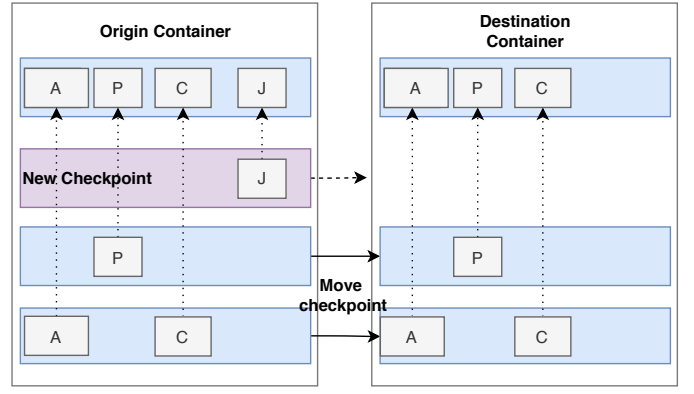 Origin Container
Destination
Container
A P C J
A P C
New Checkpoint J
P
P
Move
checkpoint
A C
A C